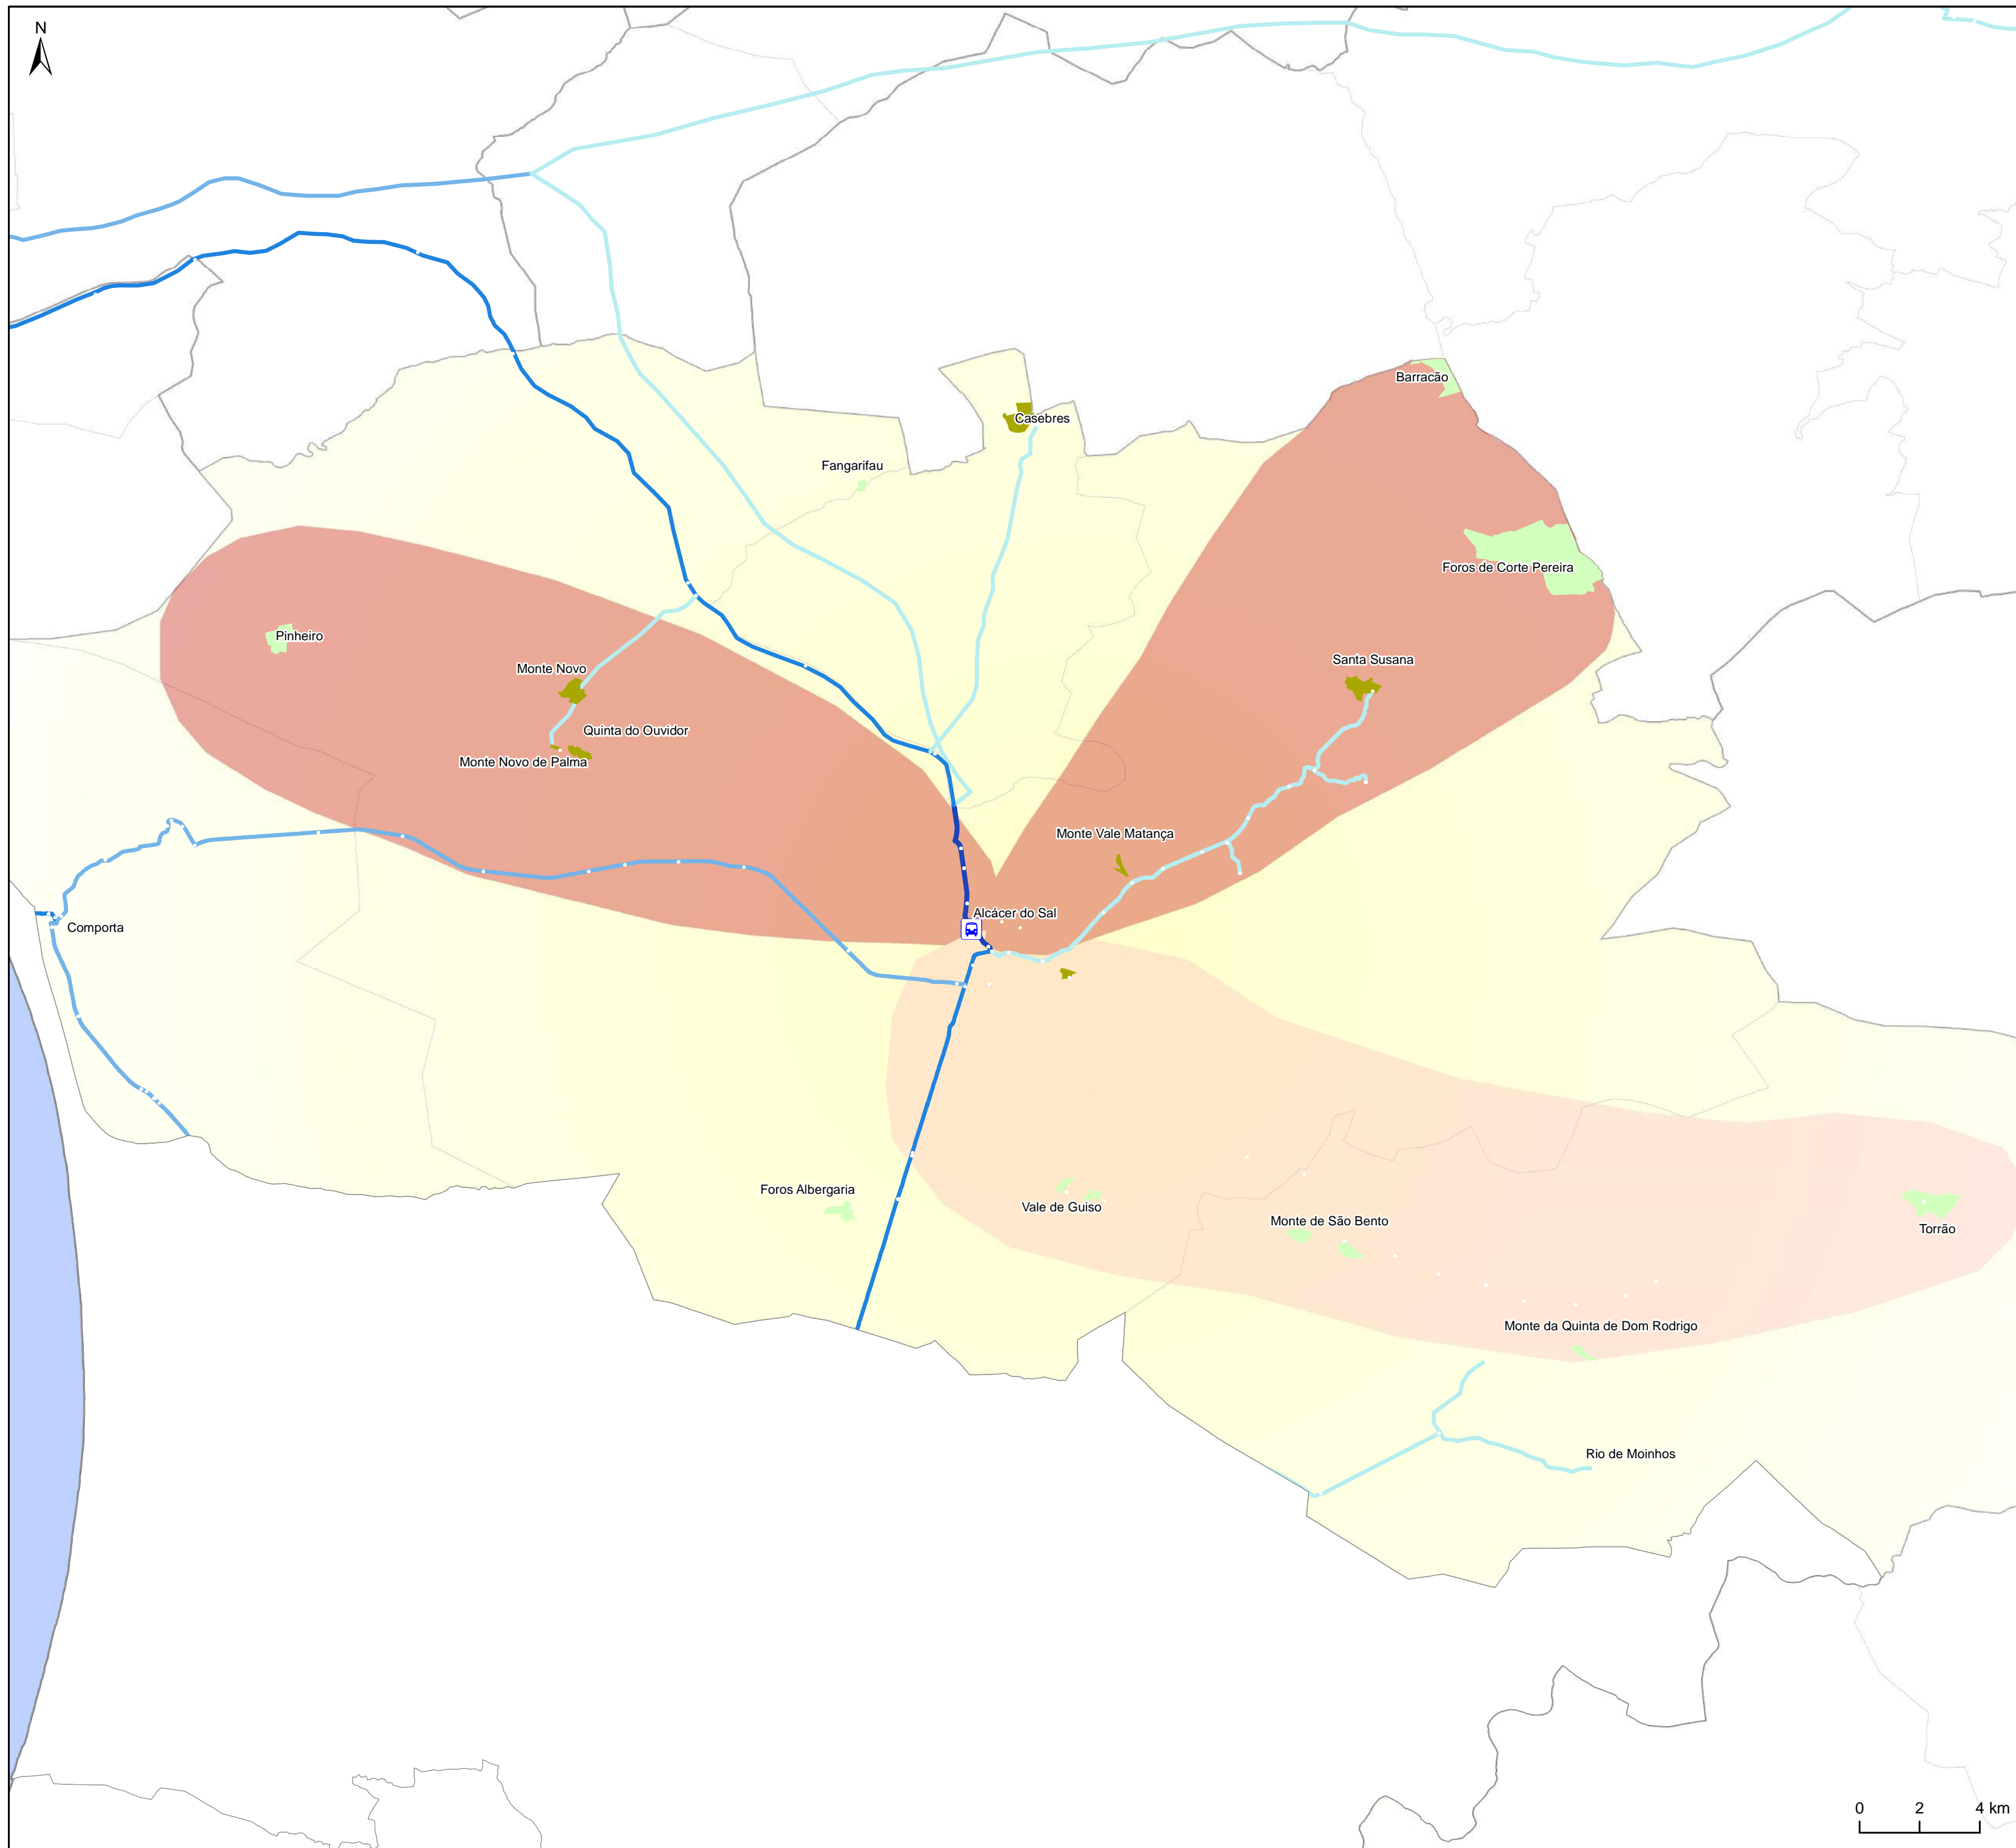 N
Barracão
Casebres
Fangarifau
Foros de Corte Pereira
Pinheiro
Monte Novo
Santa Susana
Quinta do Ouvidor
Monte Novo de Palma
Monte Vale Matança
Alcácer do Sal
Comporta
Foros Albergaria
Vale de Guiso
Monte de São Bento
Torrão
Monte da Quinta de Dom Rodrigo
Rio de Moinhos
0 2 4 km